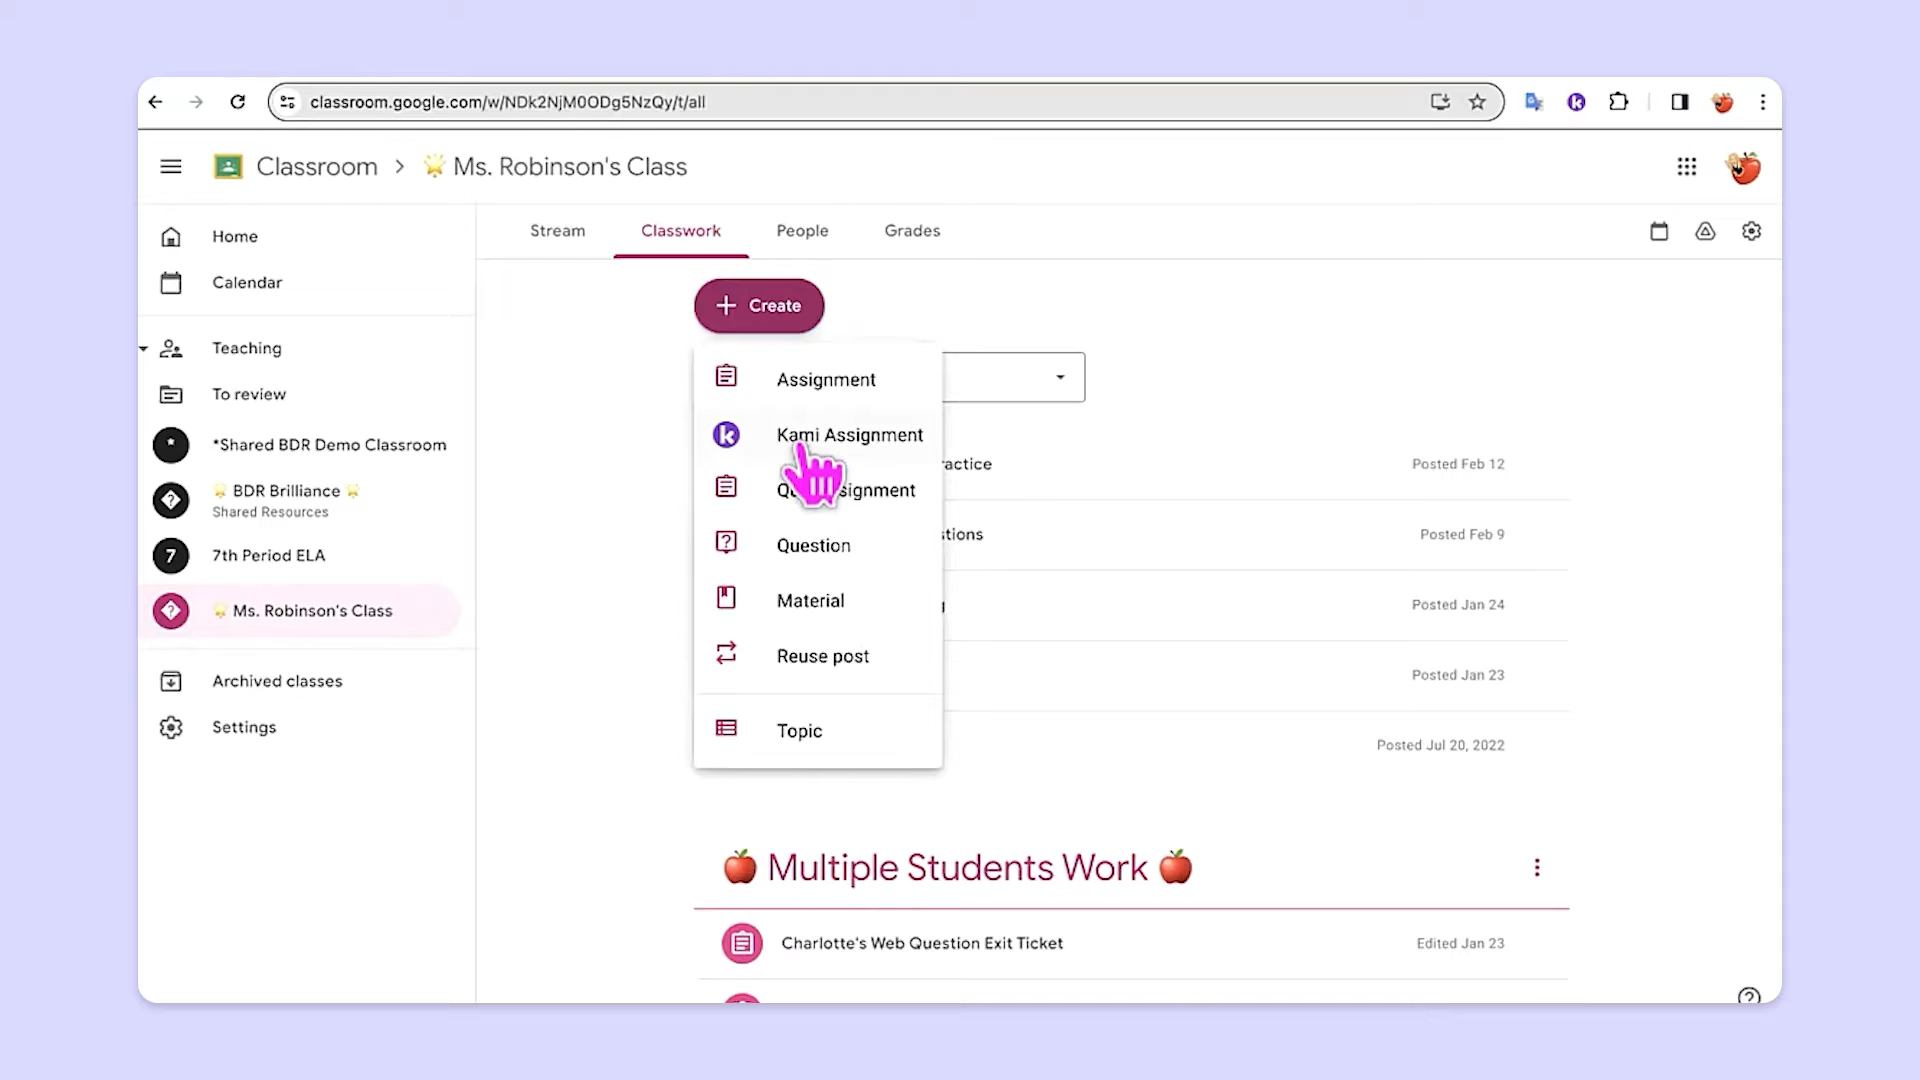 classroom.google.com/w/NDk2NjM0ODg5NzQy/t/all
Classroom > Ms. Robinson's Class
Home
Calendar
Teaching
To review
*
*Shared BDR Demo Classroom
BDR Brilliance
Shared Resources
7
7th Period ELA
Ms. Robinson's Class
Archived classes
Settings
Stream
Classwork
People
Grades
+ Create
Assignment
Kami Assignment
Question
Material
Reuse post
Topic
Posted Feb 12
Posted Feb 9
Posted Jan 24
Posted Jan 23
Posted Jul 20, 2022
🍎 Multiple Students Work 🍎
Charlotte's Web Question Exit Ticket
Edited Jan 23